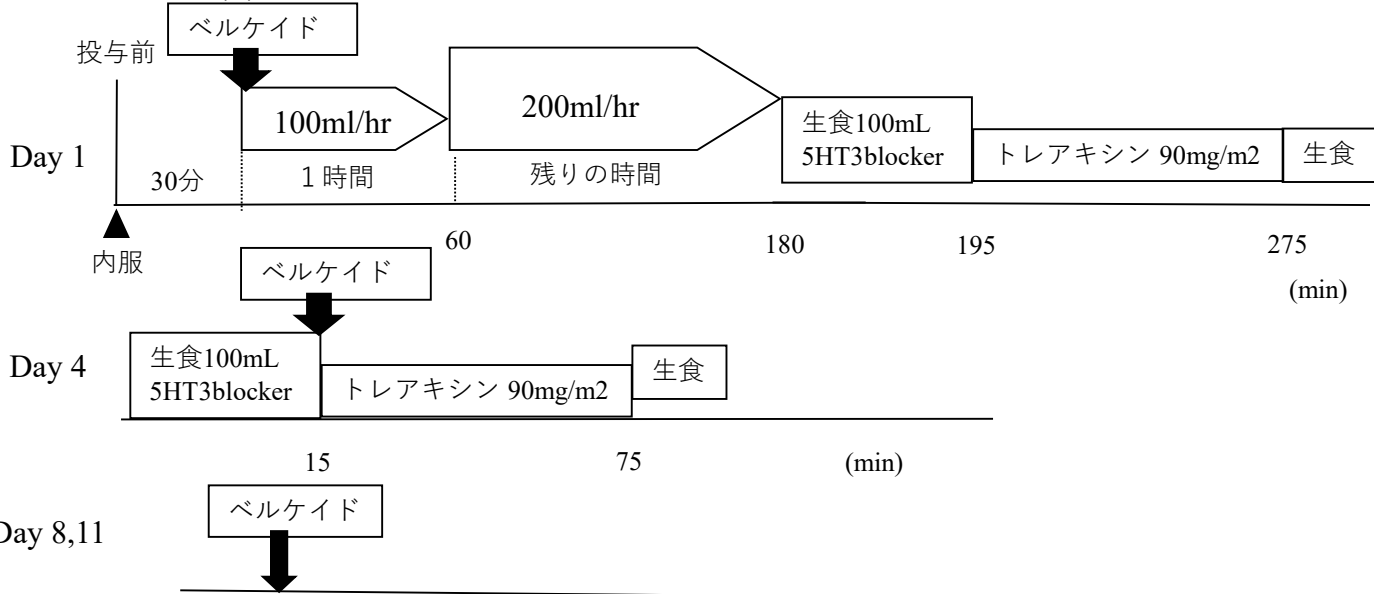 ベルケイド
投与前
100ml/hr
200ml/hr
生食100mL
5HT3blocker
トレアキシン 90mg/m2
生食
Day 1
30分
１時間
残りの時間
60
180
195
275
内服
(min)
ベルケイド
Day 4
生食100mL
5HT3blocker
トレアキシン 90mg/m2
生食
15
75
(min)
ベルケイド
Day 8,11